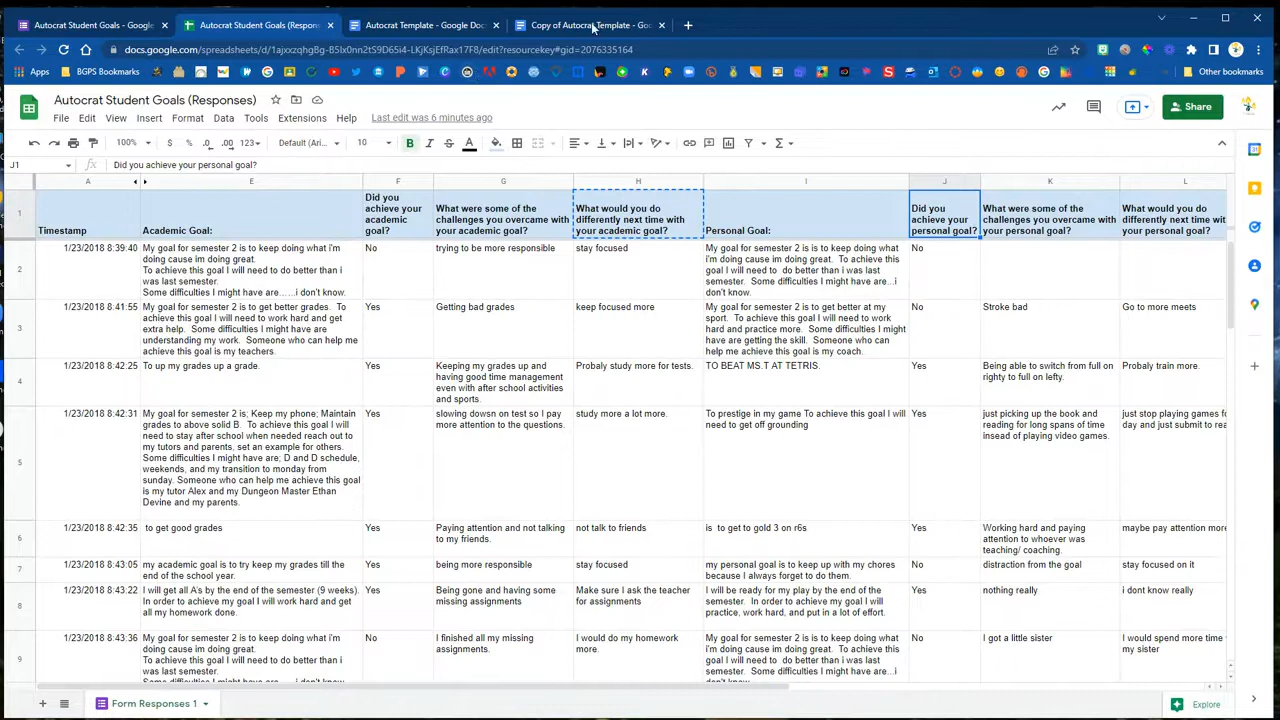 Autocrat Student Goals - Google
Autocrat Student Goals (Respon
Autocrat Template - Google Doc
Copy of Autocrat Template - Goo
docs.google.com/spreadsheets/d/1ajxxzqhgBg-B5Ix0nn2tS9D65i4-LKjKsjEfRax17F8/edit?resourcekey#gid=2076335164
Apps
BGPS Bookmarks
Other bookmarks
Autocrat Student Goals (Responses)
File Edit View Insert Format Data Tools Extensions Help Last edit was 6 minutes ago
Share
100% $ % .0 .00 123 Default (Ari... 10 B I S A
J1 fx Did you achieve your personal goal?
A E F G H I J K L
1
Timestamp
Academic Goal:
Did you
achieve your
academic
goal?
What were some of the
challenges you overcame with
your academic goal?
What would you do
differently next time with
your academic goal?
Personal Goal:
Did you
achieve your
personal goal?
What were some of the
challenges you overcame with
your personal goal?
What would you do
differently next time wit
your personal goal?
2
1/23/2018 8:39:40
My goal for semester 2 is to keep doing what i'm
doing cause im doing great.
To achieve this goal I will need to do better than i
was last semester.
Some difficulties I might have are……i don't know.
No
trying to be more responsible
stay focused
My goal for semester 2 is to keep doing what
i'm doing cause im doing great. To achieve
this goal I will need to do better than i was last
semester. Some difficulties I might have are...i
don't know.
No
3
1/23/2018 8:41:55
My goal for semester 2 is to get better grades. To
achieve this goal I will need to work hard and get
extra help. Some difficulties I might have are
understanding my work. Someone who can help me
achieve this goal is my teachers.
Yes
Getting bad grades
keep focused more
My goal for semester 2 is to get better at my
sport. To achieve this goal I will need to work
hard and practice more. Some difficulties I might
have are getting the skill. Someone who can
help me achieve this goal is my coach.
No
Stroke bad
Go to more meets
4
1/23/2018 8:42:25
To up my grades up a grade.
Yes
Keeping my grades up and
having good time management
even with after school activities
and sports.
Probaly study more for tests.
TO BEAT MS.T AT TETRIS.
Yes
Being able to switch from full on
righty to full on lefty.
Probaly train more.
5
1/23/2018 8:42:31
My goal for semester 2 is; Keep my phone; Maintain
grades to above solid B. To achieve this goal I will
need to stay after school when needed reach out to
my tutors and parents, set an example for others.
Some difficulties I might have are; D and D schedule,
weekends, and my transition to monday from
sunday. Someone who can help me achieve this goal
is my tutor Alex and my Dungeon Master Ethan
Devine and my parents.
Yes
slowing dowsn on test so I pay
more attention to the questions.
study more a lot more.
To prestige in my game To achieve this goal I will
need to get off grounding
Yes
just picking up the book and
reading for long spans of time
insead of playing video games.
just stop playing games fo
day and just submit to rea
6
1/23/2018 8:42:35
to get good grades
Yes
Paying attention and not talking
to my friends.
not talk to friends
is to get to gold 3 on r6s
Yes
Working hard and paying
attention to whoever was
teaching/ coaching.
maybe pay attention more
7
1/23/2018 8:43:05
my academic goal is to try keep my grades till the
end of the school year.
Yes
being more responsible
stay focused
my personal goal is to keep up with my chores
because I always forget to do them.
No
distraction from the goal
stay focused on it
8
1/23/2018 8:43:22
I will get all A's by the end of the semester (9 weeks).
In order to achieve my goal I will work hard and get
all my homework done.
Yes
Being gone and having some
missing assignments
Make sure I ask the teacher
for assignments
I will be ready for my play by the end of the
semester. In order to achieve my goal I will
practice, work hard, and put in a lot of effort.
Yes
nothing really
i dont know really
9
1/23/2018 8:43:36
My goal for semester 2 is to keep doing what i'm
doing cause im doing great.
To achieve this goal I will need to do better than i
was last semester.
Some difficulties I might have are……i don't know
No
I finished all my missing
assignments.
I would do my homework
more.
My goal for semester 2 is to keep doing what
i'm doing cause im doing great. To achieve
this goal I will need to do better than i was last
semester. Some difficulties I might have are...i
don't know.
No
I got a little sister
I would spend more time
my sister
Form Responses 1
Explore